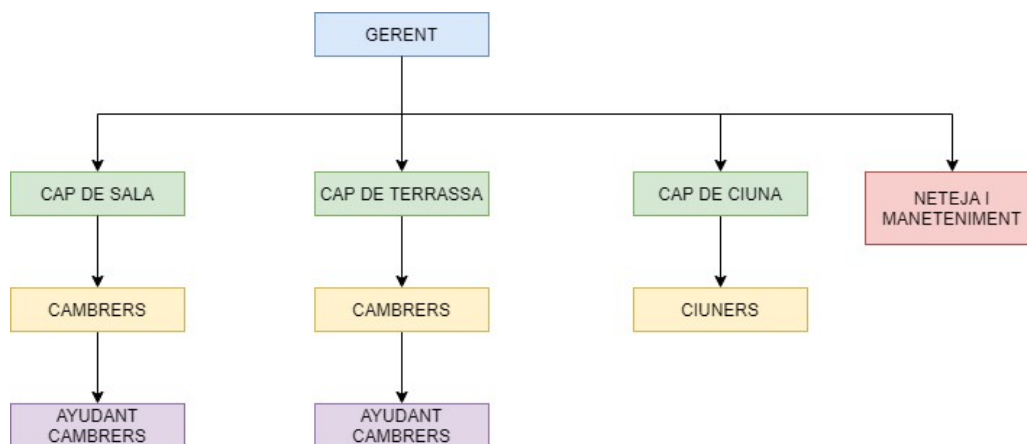 GERENT
CAP DE SALA
CAP DE TERRASSA
CAP DE CIUNA
NETEJA I
MANETENIMENT
CAMBRERS
CAMBRERS
CIUNERS
AYUDANT
CAMBRERS
AYUDANT
CAMBRERS